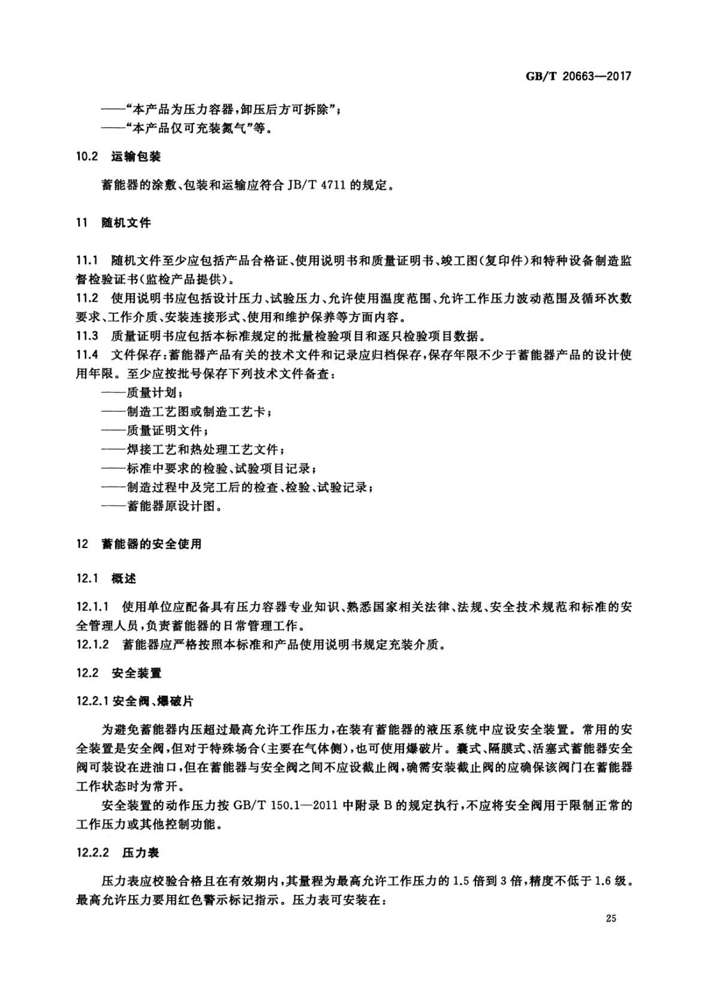 GB/T 20663—2017
——“本产品为压力容器,卸压后方可拆除”;
——“本产品仅可充装氮气”等。
10.2 运输包装
蓄能器的涂敷、包装和运输应符合 JB/T 4711 的规定。
11 随机文件
11.1 随机文件至少应包括产品合格证、使用说明书和质量证明书、竣工图(复印件)和特种设备制造监
督检验证书(监检产品提供)。
11.2 使用说明书应包括设计压力、试验压力、允许使用温度范围、允许工作压力波动范围及循环次数
要求、工作介质、安装连接形式、使用和维护保养等方面内容。
11.3 质量证明书应包括本标准规定的批量检验项目和逐只检验项目数据。
11.4 文件保存:蓄能器产品有关的技术文件和记录应归档保存,保存年限不少于蓄能器产品的设计使
用年限。至少应按批号保存下列技术文件备查:
——质量计划;
——制造工艺图或制造工艺卡;
——质量证明文件;
——焊接工艺和热处理工艺文件;
——标准中要求的检验、试验项目记录;
——制造过程中及完工后的检查、检验、试验记录;
——蓄能器原设计图。
12 蓄能器的安全使用
12.1 概述
12.1.1 使用单位应配备具有压力容器专业知识、熟悉国家相关法律、法规、安全技术规范和标准的安
全管理人员,负责蓄能器的日常管理工作。
12.1.2 蓄能器应严格按照本标准和产品使用说明书规定充装介质。
12.2 安全装置
12.2.1 安全阀、爆破片
为避免蓄能器内压超过最高允许工作压力,在装有蓄能器的液压系统中应设安全装置。常用的安
全装置是安全阀,但对于特殊场合(主要在气体侧),也可使用爆破片。囊式、隔膜式、活塞式蓄能器安全
阀可装设在进油口,但在蓄能器与安全阀之间不应设截止阀,确需安装截止阀的应确保该阀门在蓄能器
工作状态时为常开。
安全装置的动作压力按 GB/T 150.1—2011 中附录 B 的规定执行,不应将安全阀用于限制正常的
工作压力或其他控制功能。
12.2.2 压力表
压力表应校验合格且在有效期内,其量程为最高允许工作压力的 1.5 倍到 3 倍,精度不低于 1.6 级。
最高允许压力要用红色警示标记指示。压力表可安装在:
25